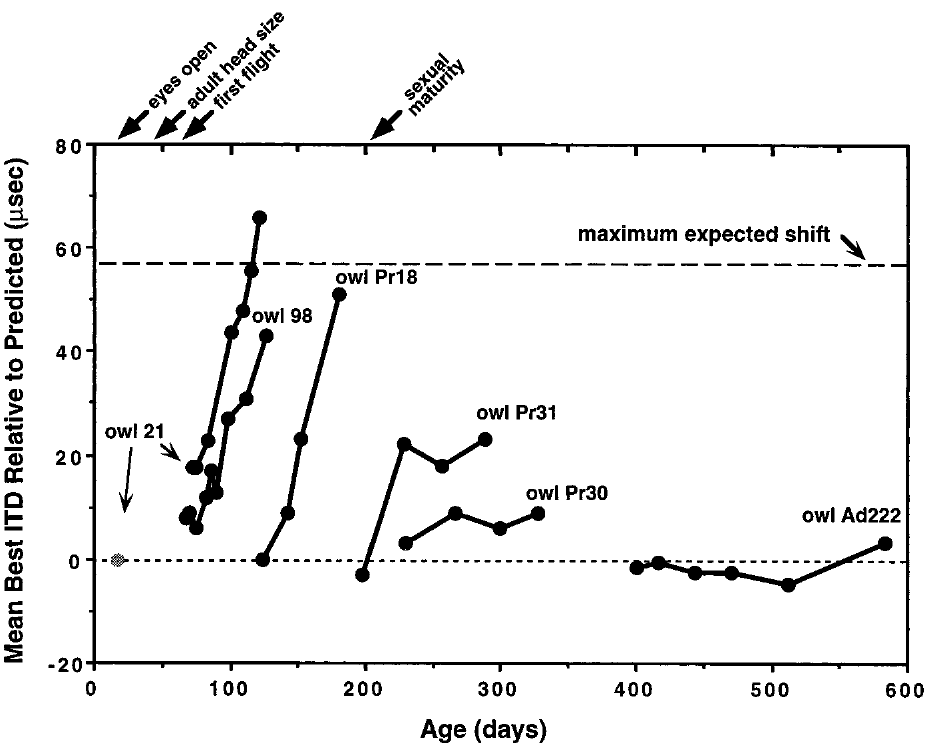 eyes open
adult head size
first flight
sexual
maturity
80
60
40
20
0
-20
Mean Best ITD Relative to Predicted (µsec)
maximum expected shift
owl Pr18
owl 98
owl 21
owl Pr31
owl Pr30
owl Ad222
0
100
200
300
400
500
600
Age (days)